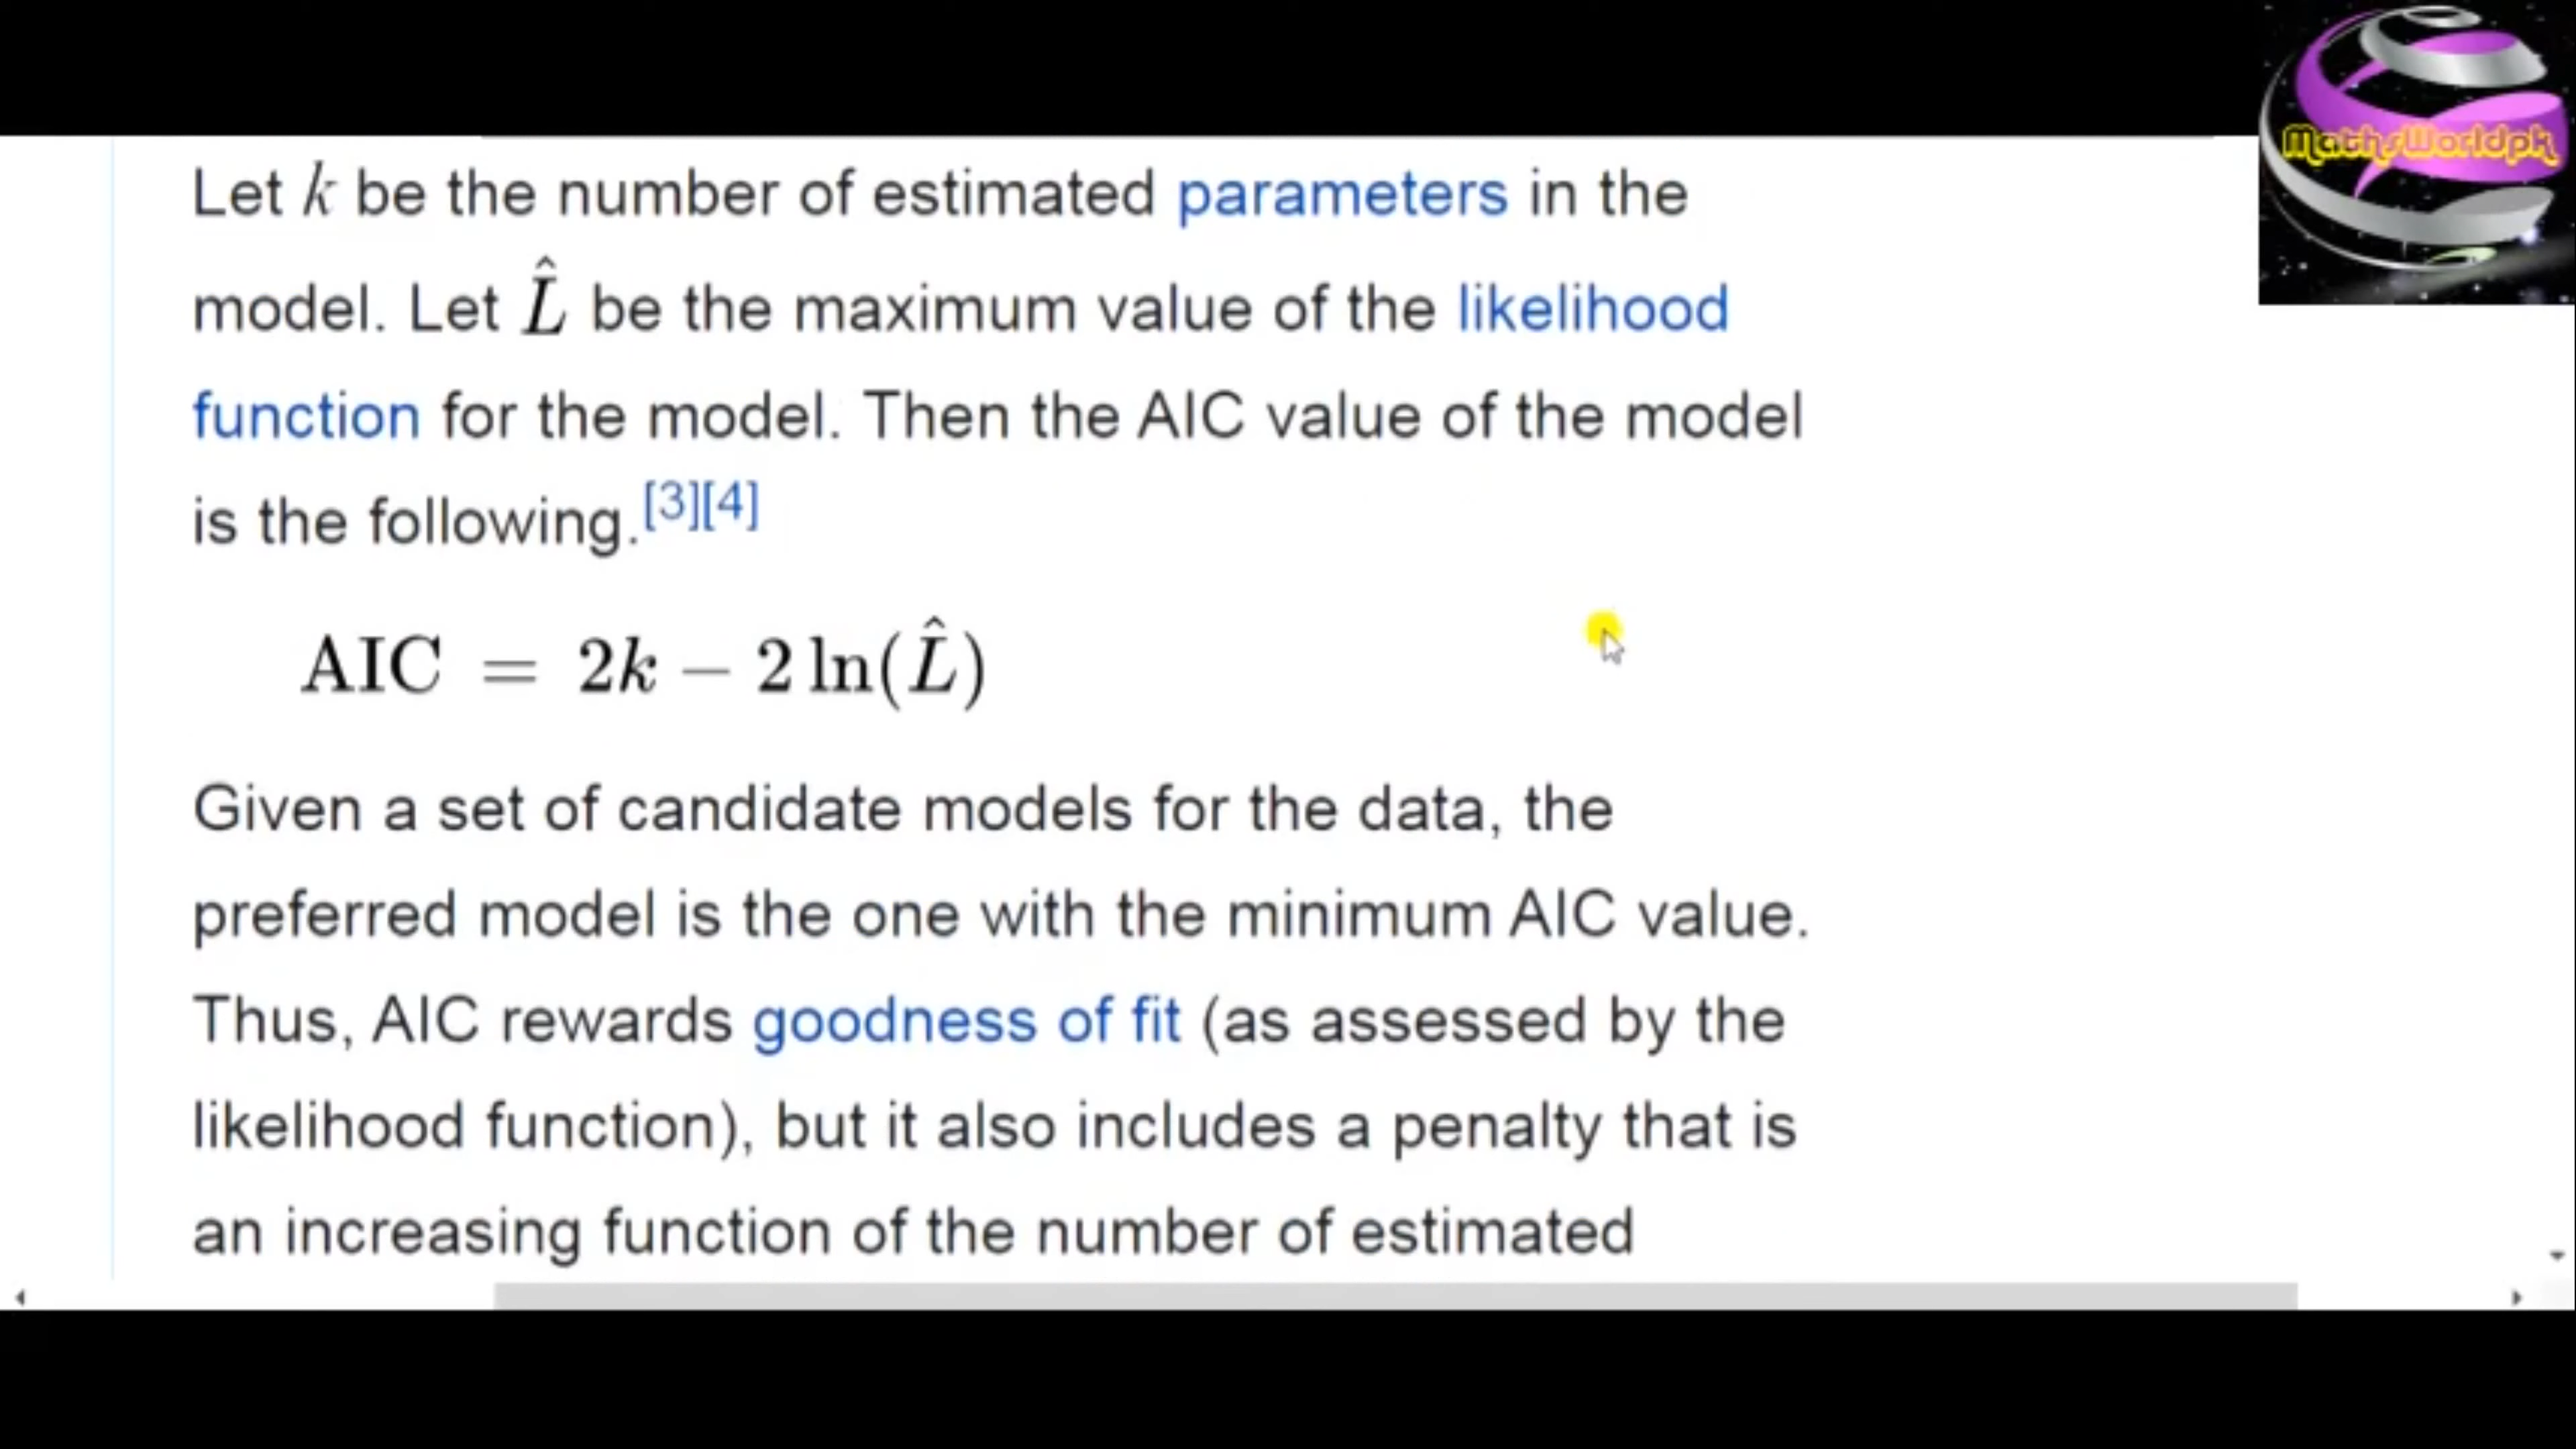 MathsWorldpk
Let k be the number of estimated parameters in the
model. Let L̂ be the maximum value of the likelihood
function for the model. Then the AIC value of the model
is the following.[3][4]
AIC = 2k − 2 ln(L̂)
Given a set of candidate models for the data, the
preferred model is the one with the minimum AIC value.
Thus, AIC rewards goodness of fit (as assessed by the
likelihood function), but it also includes a penalty that is
an increasing function of the number of estimated